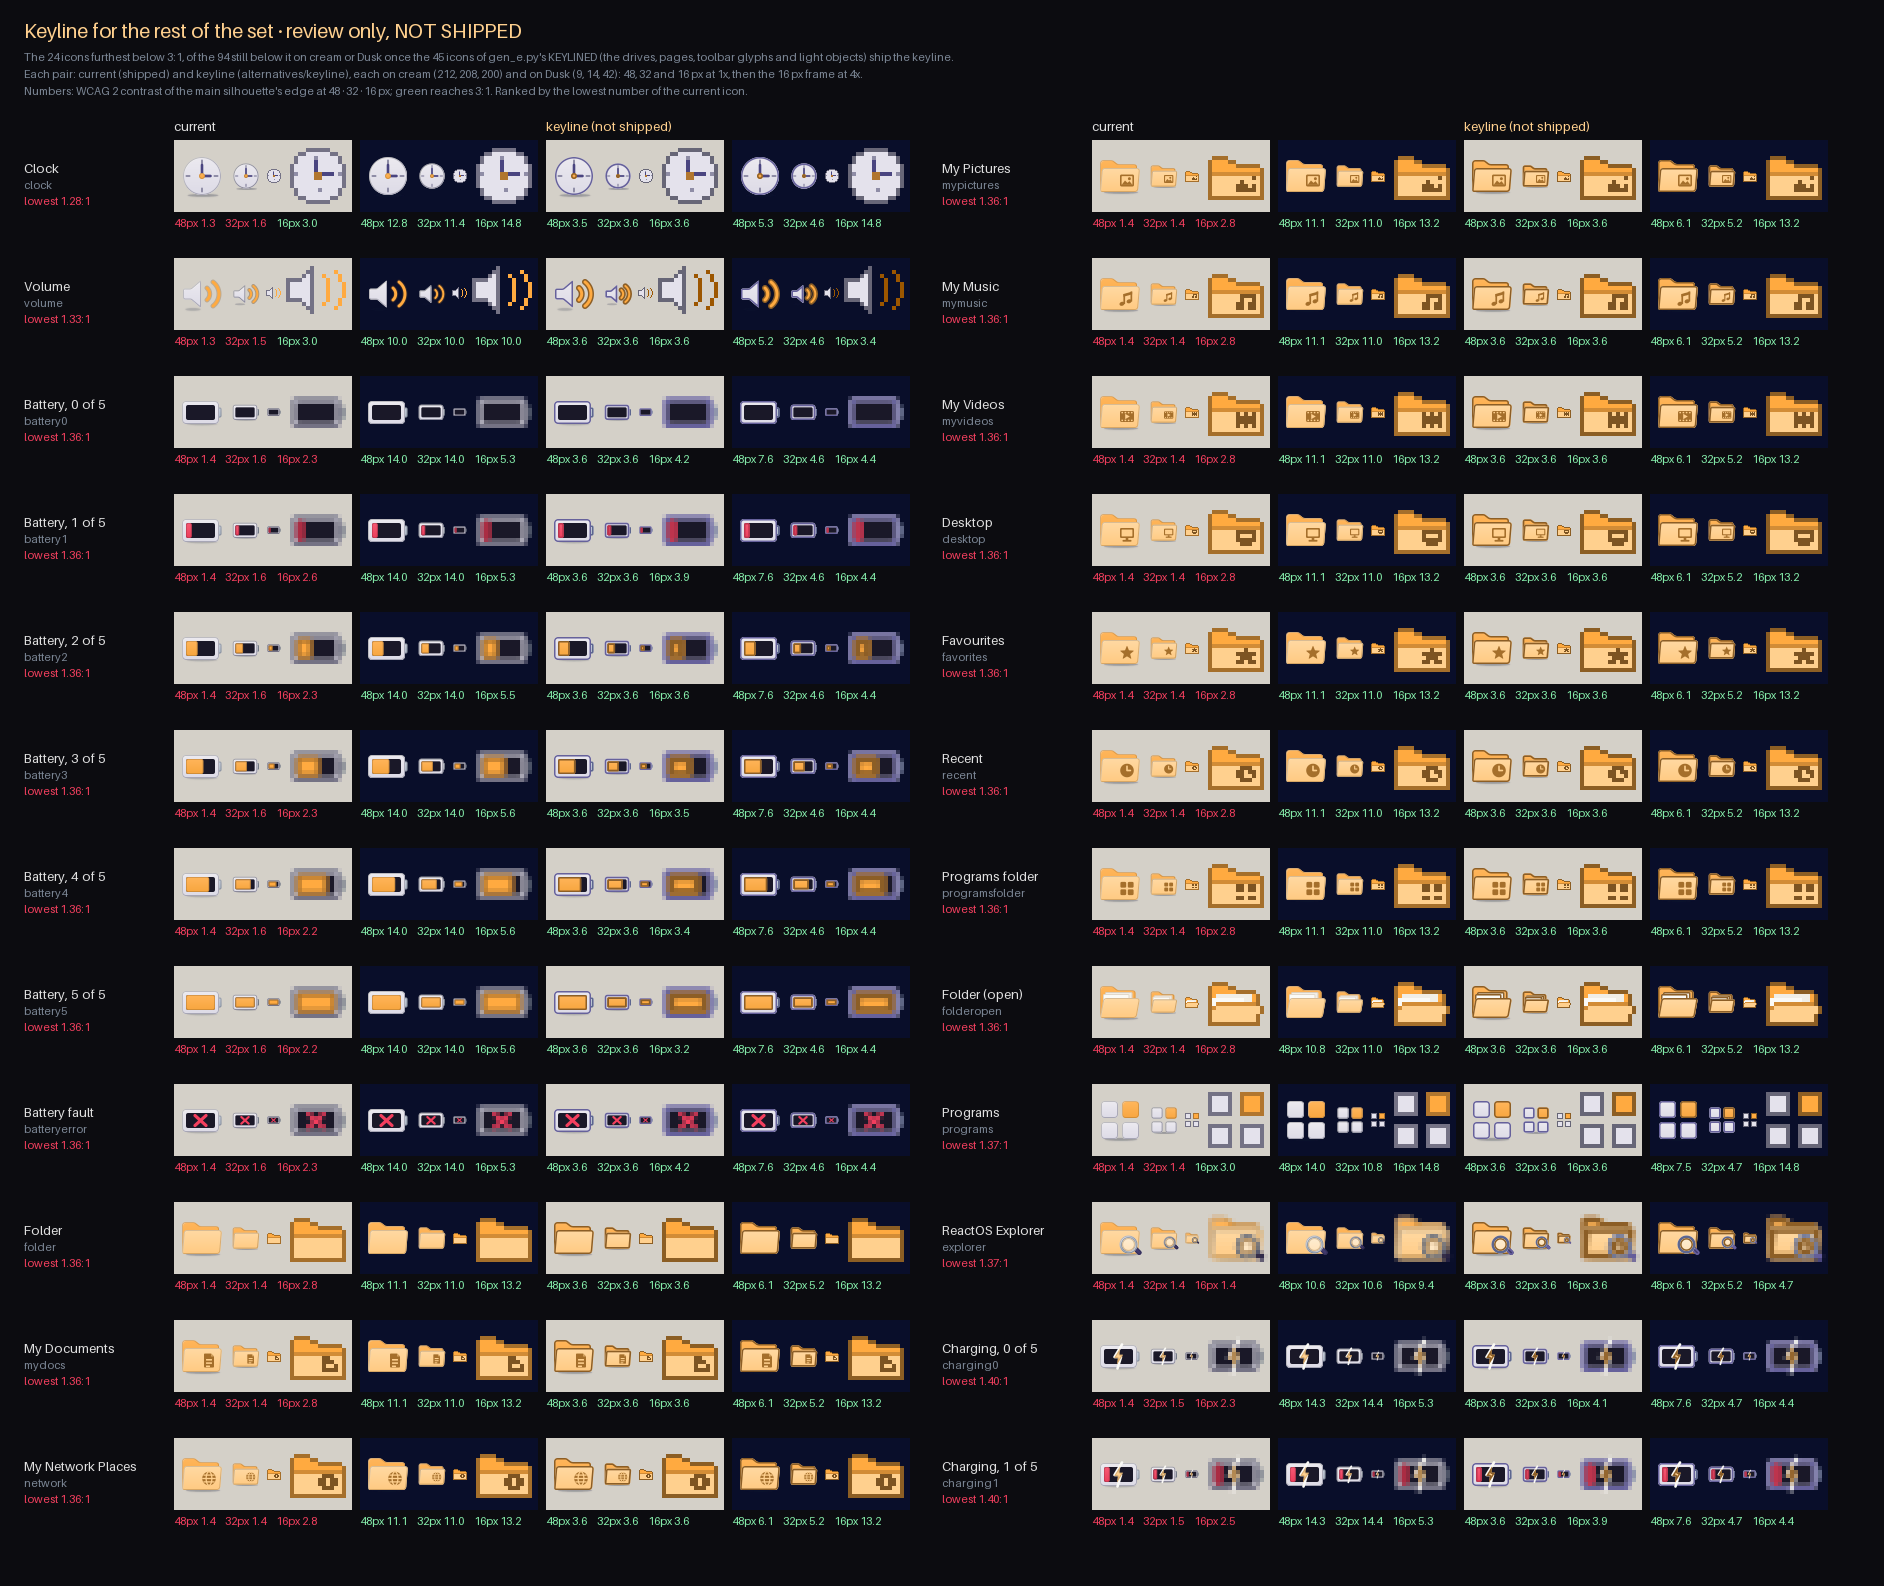 Keyline for the rest of the set · review only, NOT SHIPPED
The 24 icons furthest below 3:1, of the 94 still below it on cream or Dusk once the 45 icons of gen_e.py's KEYLINED (the drives, pages, toolbar glyphs and light objects) ship the keyline.
Each pair: current (shipped) and keyline (alternatives/keyline), each on cream (212, 208, 200) and on Dusk (9, 14, 42): 48, 32 and 16 px at 1x, then the 16 px frame at 4x.
Numbers: WCAG 2 contrast of the main silhouette's edge at 48 · 32 · 16 px; green reaches 3:1. Ranked by the lowest number of the current icon.
current
keyline (not shipped)
Clock
clock
lowest 1.28:1
48px 1.3 32px 1.6 16px 3.0 48px 12.8 32px 11.4 16px 14.8 48px 3.5 32px 3.6 16px 3.6 48px 5.3 32px 4.6 16px 14.8
Volume
volume
lowest 1.33:1
48px 1.3 32px 1.5 16px 3.0 48px 10.0 32px 10.0 16px 10.0 48px 3.6 32px 3.6 16px 3.6 48px 5.2 32px 4.6 16px 3.4
Battery, 0 of 5
battery0
lowest 1.36:1
48px 1.4 32px 1.6 16px 2.3 48px 14.0 32px 14.0 16px 5.3 48px 3.6 32px 3.6 16px 4.2 48px 7.6 32px 4.6 16px 4.4
Battery, 1 of 5
battery1
lowest 1.36:1
48px 1.4 32px 1.6 16px 2.6 48px 14.0 32px 14.0 16px 5.3 48px 3.6 32px 3.6 16px 3.9 48px 7.6 32px 4.6 16px 4.4
Battery, 2 of 5
battery2
lowest 1.36:1
48px 1.4 32px 1.6 16px 2.3 48px 14.0 32px 14.0 16px 5.5 48px 3.6 32px 3.6 16px 3.6 48px 7.6 32px 4.6 16px 4.4
Battery, 3 of 5
battery3
lowest 1.36:1
48px 1.4 32px 1.6 16px 2.3 48px 14.0 32px 14.0 16px 5.6 48px 3.6 32px 3.6 16px 3.5 48px 7.6 32px 4.6 16px 4.4
Battery, 4 of 5
battery4
lowest 1.36:1
48px 1.4 32px 1.6 16px 2.2 48px 14.0 32px 14.0 16px 5.6 48px 3.6 32px 3.6 16px 3.4 48px 7.6 32px 4.6 16px 4.4
Battery, 5 of 5
battery5
lowest 1.36:1
48px 1.4 32px 1.6 16px 2.2 48px 14.0 32px 14.0 16px 5.6 48px 3.6 32px 3.6 16px 3.2 48px 7.6 32px 4.6 16px 4.4
Battery fault
batteryerror
lowest 1.36:1
48px 1.4 32px 1.6 16px 2.3 48px 14.0 32px 14.0 16px 5.3 48px 3.6 32px 3.6 16px 4.2 48px 7.6 32px 4.6 16px 4.4
Folder
folder
lowest 1.36:1
48px 1.4 32px 1.4 16px 2.8 48px 11.1 32px 11.0 16px 13.2 48px 3.6 32px 3.6 16px 3.6 48px 6.1 32px 5.2 16px 13.2
My Documents
mydocs
lowest 1.36:1
48px 1.4 32px 1.4 16px 2.8 48px 11.1 32px 11.0 16px 13.2 48px 3.6 32px 3.6 16px 3.6 48px 6.1 32px 5.2 16px 13.2
My Network Places
network
lowest 1.36:1
48px 1.4 32px 1.4 16px 2.8 48px 11.1 32px 11.0 16px 13.2 48px 3.6 32px 3.6 16px 3.6 48px 6.1 32px 5.2 16px 13.2
current
keyline (not shipped)
My Pictures
mypictures
lowest 1.36:1
48px 1.4 32px 1.4 16px 2.8 48px 11.1 32px 11.0 16px 13.2 48px 3.6 32px 3.6 16px 3.6 48px 6.1 32px 5.2 16px 13.2
My Music
mymusic
lowest 1.36:1
48px 1.4 32px 1.4 16px 2.8 48px 11.1 32px 11.0 16px 13.2 48px 3.6 32px 3.6 16px 3.6 48px 6.1 32px 5.2 16px 13.2
My Videos
myvideos
lowest 1.36:1
48px 1.4 32px 1.4 16px 2.8 48px 11.1 32px 11.0 16px 13.2 48px 3.6 32px 3.6 16px 3.6 48px 6.1 32px 5.2 16px 13.2
Desktop
desktop
lowest 1.36:1
48px 1.4 32px 1.4 16px 2.8 48px 11.1 32px 11.0 16px 13.2 48px 3.6 32px 3.6 16px 3.6 48px 6.1 32px 5.2 16px 13.2
Favourites
favorites
lowest 1.36:1
48px 1.4 32px 1.4 16px 2.8 48px 11.1 32px 11.0 16px 13.2 48px 3.6 32px 3.6 16px 3.6 48px 6.1 32px 5.2 16px 13.2
Recent
recent
lowest 1.36:1
48px 1.4 32px 1.4 16px 2.8 48px 11.1 32px 11.0 16px 13.2 48px 3.6 32px 3.6 16px 3.6 48px 6.1 32px 5.2 16px 13.2
Programs folder
programsfolder
lowest 1.36:1
48px 1.4 32px 1.4 16px 2.8 48px 11.1 32px 11.0 16px 13.2 48px 3.6 32px 3.6 16px 3.6 48px 6.1 32px 5.2 16px 13.2
Folder (open)
folderopen
lowest 1.36:1
48px 1.4 32px 1.4 16px 2.8 48px 10.8 32px 11.0 16px 13.2 48px 3.6 32px 3.6 16px 3.6 48px 6.1 32px 5.2 16px 13.2
Programs
programs
lowest 1.37:1
48px 1.4 32px 1.4 16px 3.0 48px 14.0 32px 10.8 16px 14.8 48px 3.6 32px 3.6 16px 3.6 48px 7.5 32px 4.7 16px 14.8
ReactOS Explorer
explorer
lowest 1.37:1
48px 1.4 32px 1.4 16px 1.4 48px 10.6 32px 10.6 16px 9.4 48px 3.6 32px 3.6 16px 3.6 48px 6.1 32px 5.2 16px 4.7
Charging, 0 of 5
charging0
lowest 1.40:1
48px 1.4 32px 1.5 16px 2.3 48px 14.3 32px 14.4 16px 5.3 48px 3.6 32px 3.6 16px 4.1 48px 7.6 32px 4.7 16px 4.4
Charging, 1 of 5
charging1
lowest 1.40:1
48px 1.4 32px 1.5 16px 2.5 48px 14.3 32px 14.4 16px 5.3 48px 3.6 32px 3.6 16px 3.9 48px 7.6 32px 4.7 16px 4.4